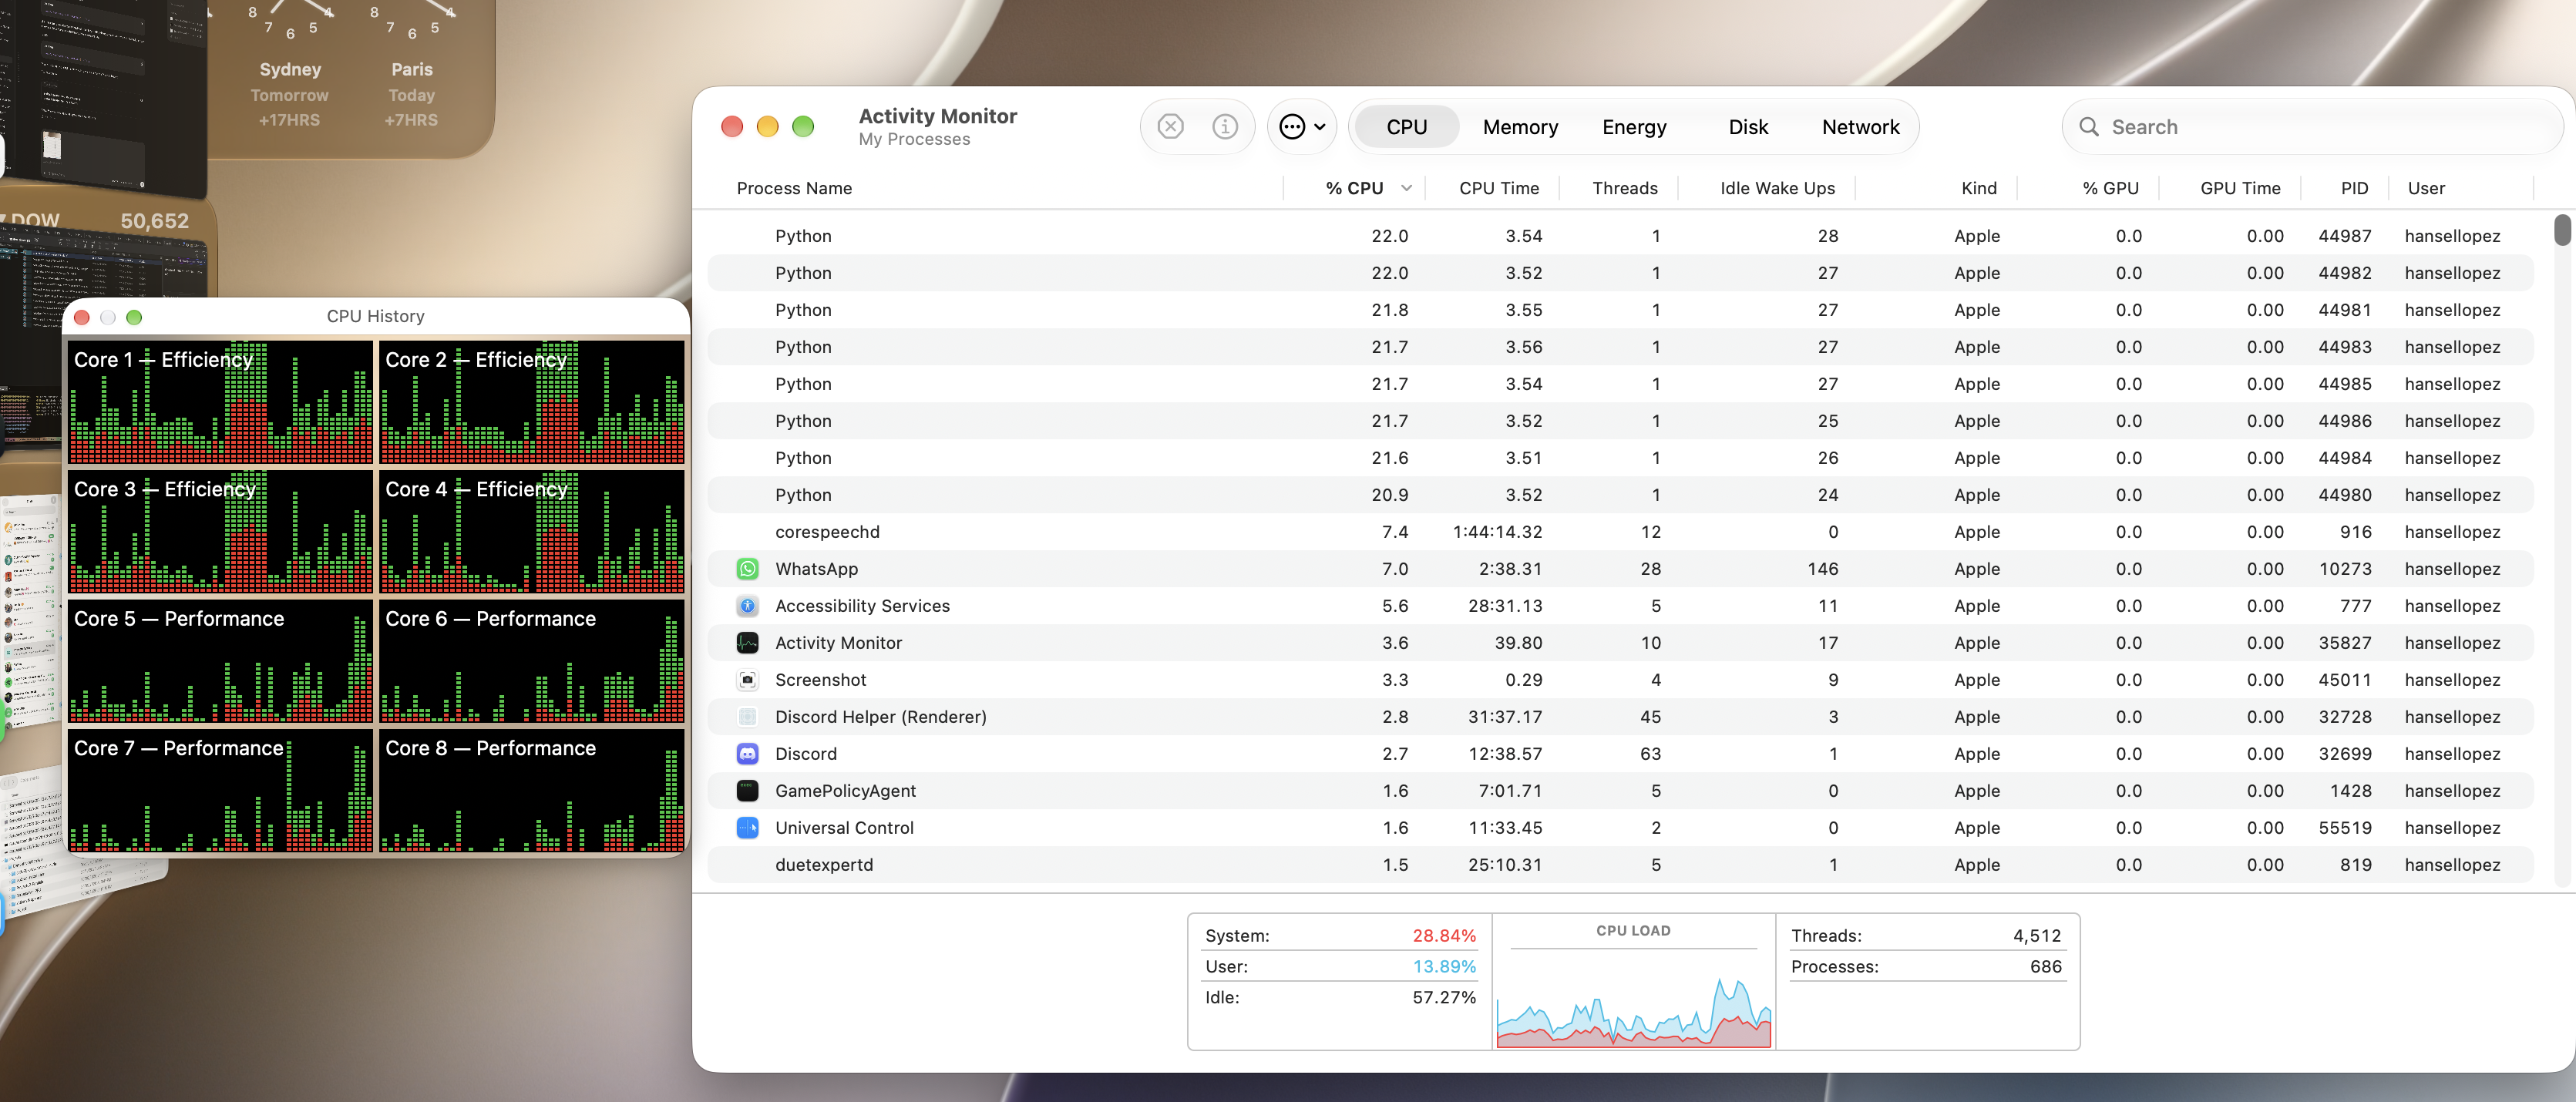 8 4 8 4
7 6 5 7 6 5
Sydney Paris
Tomorrow Today
+17HRS +7HRS
DOW 50,652
CPU History
Core 1 — Efficiency Core 2 — Efficiency
Core 3 — Efficiency Core 4 — Efficiency
Core 5 — Performance Core 6 — Performance
Core 7 — Performance Core 8 — Performance
Activity Monitor
My Processes
CPU Memory Energy Disk Network
Search
Process Name % CPU CPU Time Threads Idle Wake Ups Kind % GPU GPU Time PID User
Python 22.0 3.54 1 28 Apple 0.0 0.00 44987 hansellopez
Python 22.0 3.52 1 27 Apple 0.0 0.00 44982 hansellopez
Python 21.8 3.55 1 27 Apple 0.0 0.00 44981 hansellopez
Python 21.7 3.56 1 27 Apple 0.0 0.00 44983 hansellopez
Python 21.7 3.54 1 27 Apple 0.0 0.00 44985 hansellopez
Python 21.7 3.52 1 25 Apple 0.0 0.00 44986 hansellopez
Python 21.6 3.51 1 26 Apple 0.0 0.00 44984 hansellopez
Python 20.9 3.52 1 24 Apple 0.0 0.00 44980 hansellopez
corespeechd 7.4 1:44:14.32 12 0 Apple 0.0 0.00 916 hansellopez
WhatsApp 7.0 2:38.31 28 146 Apple 0.0 0.00 10273 hansellopez
Accessibility Services 5.6 28:31.13 5 11 Apple 0.0 0.00 777 hansellopez
Activity Monitor 3.6 39.80 10 17 Apple 0.0 0.00 35827 hansellopez
Screenshot 3.3 0.29 4 9 Apple 0.0 0.00 45011 hansellopez
Discord Helper (Renderer) 2.8 31:37.17 45 3 Apple 0.0 0.00 32728 hansellopez
Discord 2.7 12:38.57 63 1 Apple 0.0 0.00 32699 hansellopez
GamePolicyAgent 1.6 7:01.71 5 0 Apple 0.0 0.00 1428 hansellopez
Universal Control 1.6 11:33.45 2 0 Apple 0.0 0.00 55519 hansellopez
duetexpertd 1.5 25:10.31 5 1 Apple 0.0 0.00 819 hansellopez
System: 28.84%
User: 13.89%
Idle: 57.27%
CPU LOAD
Threads: 4,512
Processes: 686